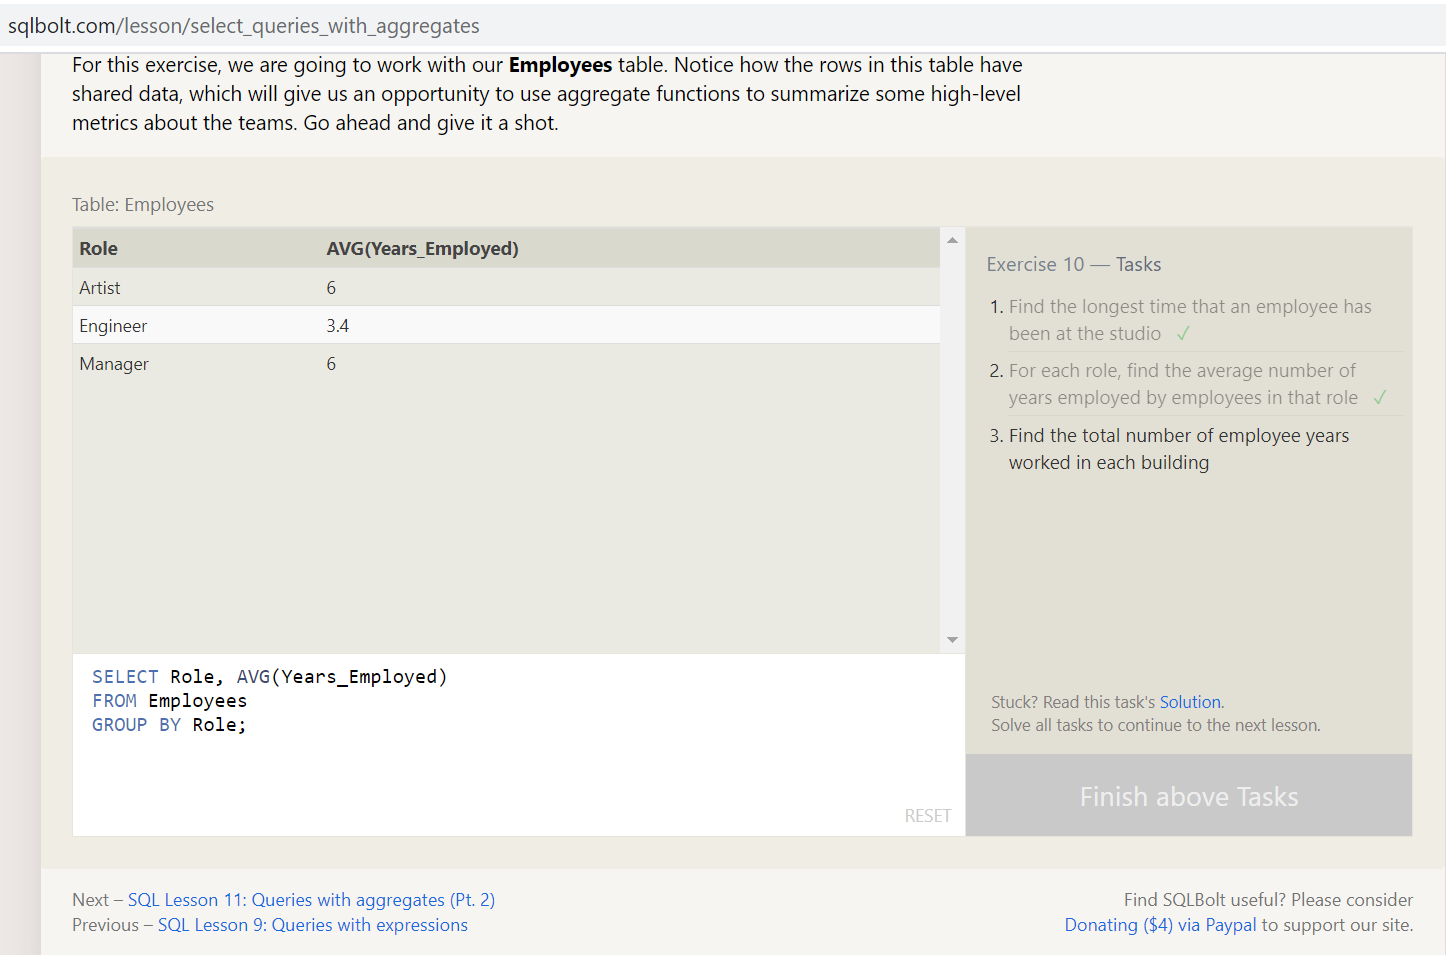 sqlbolt.com/lesson/select_queries_with_aggregates
For this exercise, we are going to work with our Employees table. Notice how the rows in this table have
shared data, which will give us an opportunity to use aggregate functions to summarize some high-level
metrics about the teams. Go ahead and give it a shot.
Table: Employees
Role AVG(Years_Employed)
Artist 6
Engineer 3.4
Manager 6
SELECT Role, AVG(Years_Employed)
FROM Employees
GROUP BY Role;
RESET
Exercise 10 — Tasks
1. Find the longest time that an employee has
been at the studio ✓
2. For each role, find the average number of
years employed by employees in that role ✓
3. Find the total number of employee years
worked in each building
Stuck? Read this task's Solution.
Solve all tasks to continue to the next lesson.
Finish above Tasks
Next – SQL Lesson 11: Queries with aggregates (Pt. 2)
Previous – SQL Lesson 9: Queries with expressions
Find SQLBolt useful? Please consider
Donating ($4) via Paypal to support our site.